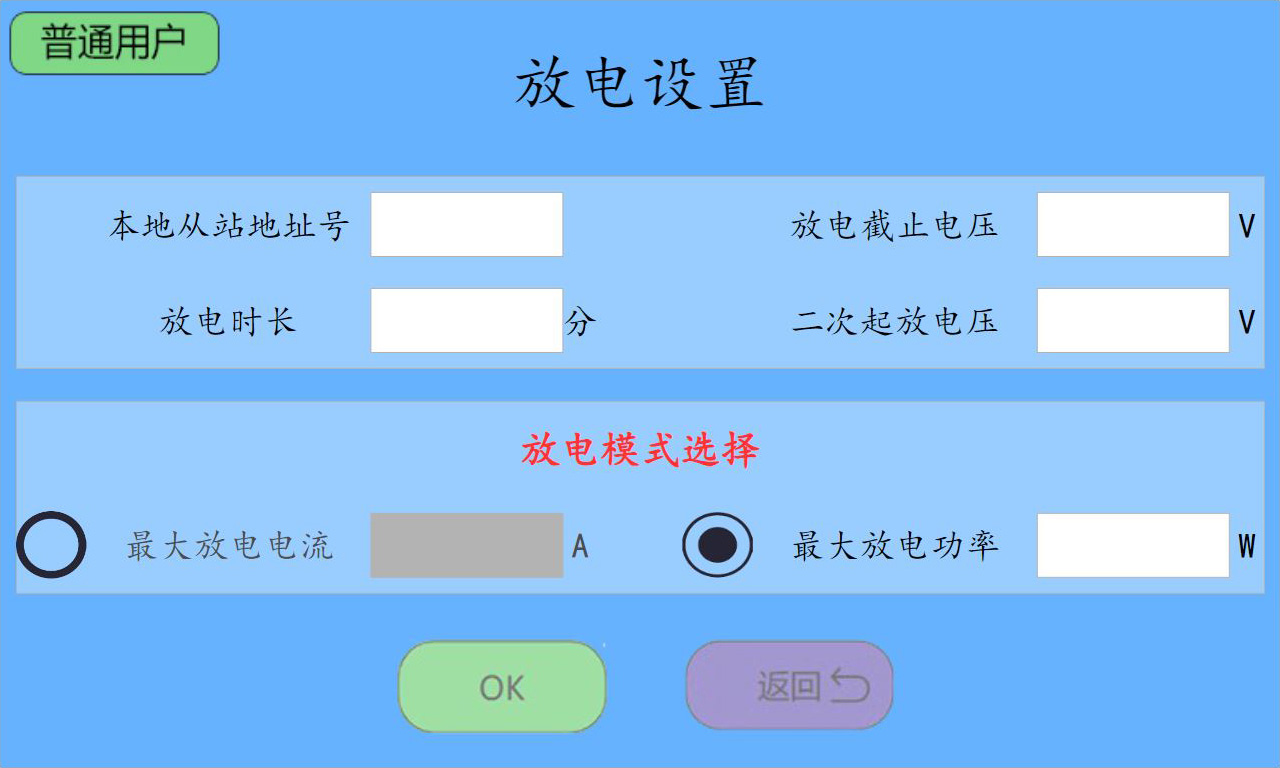 普通用户
放电设置
本地从站地址号 放电截止电压 V
放电时长 分 二次起放电压 V
放电模式选择
最大放电电流 A 最大放电功率 W
OK 返回